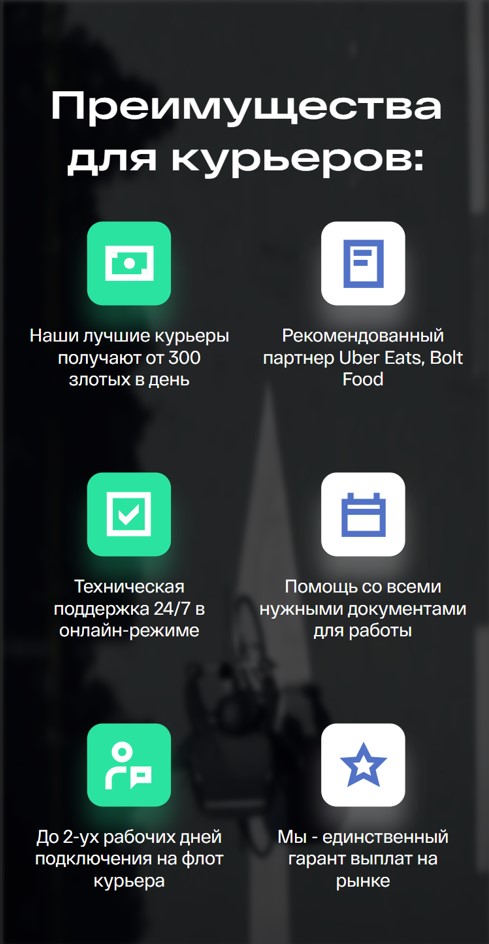 Преимущества
для курьеров:
Наши лучшие курьеры
получают от 300
злотых в день
Рекомендованный
партнер Uber Eats, Bolt
Food
Техническая
поддержка 24/7 в
онлайн-режиме
Помощь со всеми
нужными документами
для работы
До 2-ух рабочих дней
подключения на флот
курьера
Мы - единственный
гарант выплат на
рынке